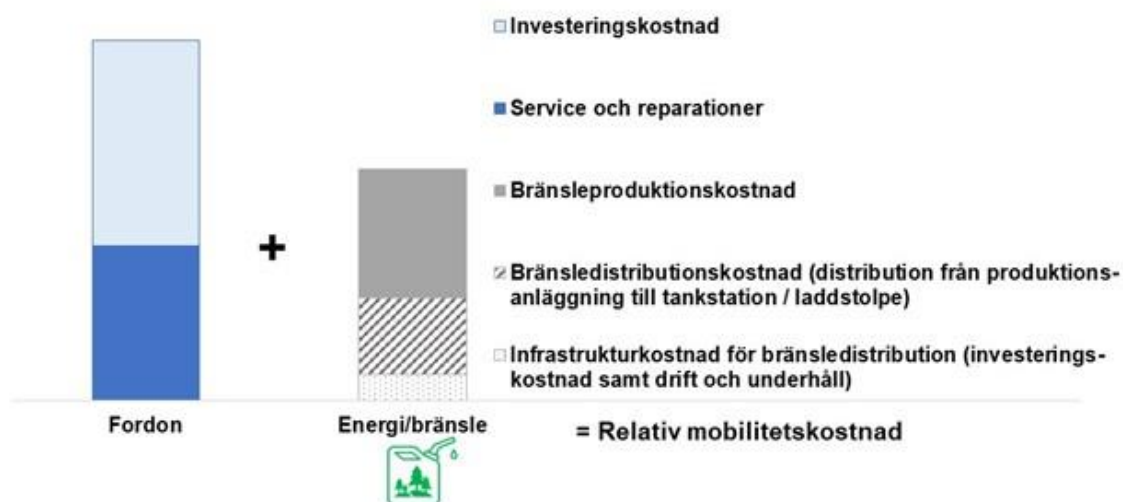 Investeringskostnad
Service och reparationer
Bränsleproduktionskostnad
Bränsledistributionskostnad (distribution från produktions-
anläggning till tankstation / laddstolpe)
Infrastrukturkostnad för bränsledistribution (investerings-
kostnad samt drift och underhåll)
+
Fordon
Energi/bränsle
= Relativ mobilitetskostnad